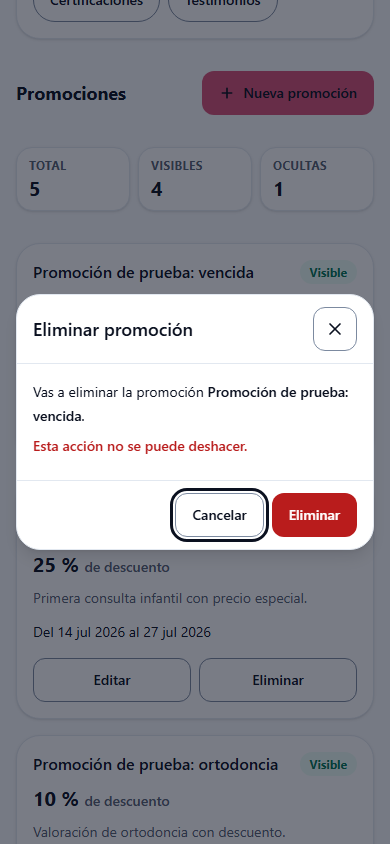 Certificaciones
Testimonios
Promociones
+ Nueva promoción
TOTAL
5
VISIBLES
4
OCULTAS
1
Promoción de prueba: vencida
Visible
Eliminar promoción
Vas a eliminar la promoción Promoción de prueba:
vencida.
Esta acción no se puede deshacer.
Cancelar
Eliminar
25 % de descuento
Primera consulta infantil con precio especial.
Del 14 jul 2026 al 27 jul 2026
Editar
Eliminar
Promoción de prueba: ortodoncia
Visible
10 % de descuento
Valoración de ortodoncia con descuento.